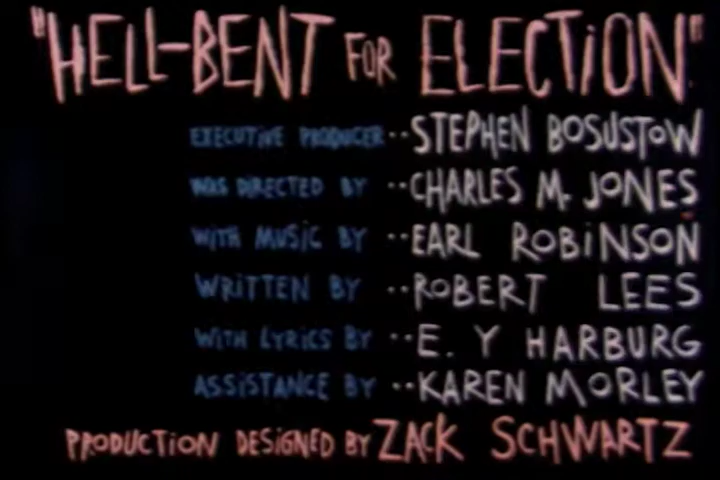 "HELL-BENT FOR ELECTION"
EXECUTIVE PRODUCER··STEPHEN BOSUSTOW
WAS DIRECTED BY ··CHARLES M. JONES
WITH MUSIC BY ··EARL ROBINSON
WRITTEN BY ··ROBERT LEES
WITH LYRICS BY ··E. Y HARBURG
ASSISTANCE BY ··KAREN MORLEY
PRODUCTION DESIGNED BY ZACK SCHWARTZ